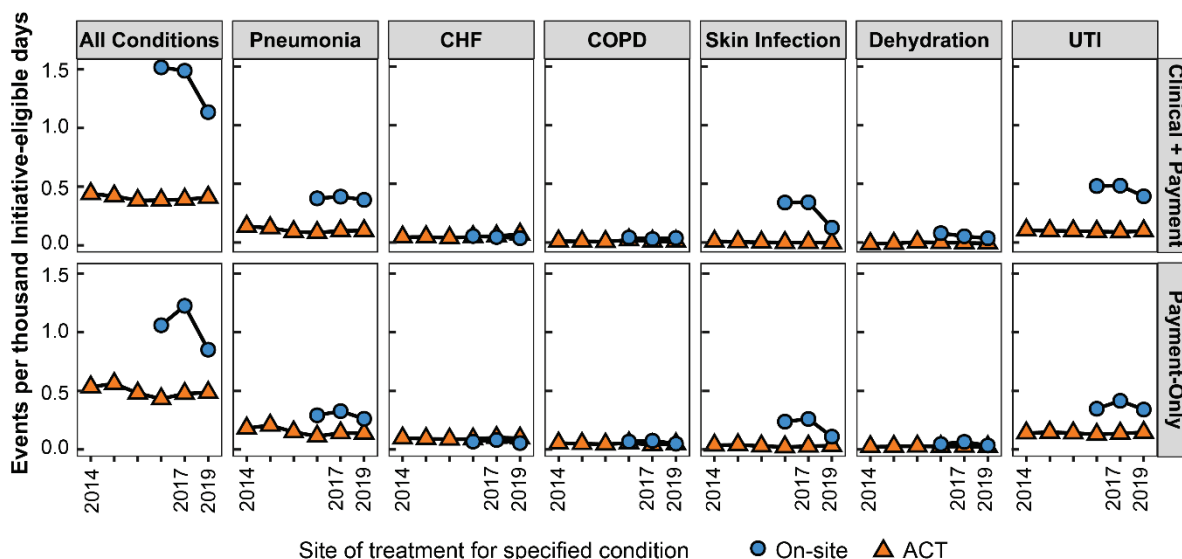 All Conditions Pneumonia CHF COPD Skin Infection Dehydration UTI
Events per thousand Initiative-eligible days
1.5
1.0
0.5
0.0
Clinical + Payment
1.5
1.0
0.5
0.0
Payment-Only
2014 2017 2019 2014 2017 2019 2014 2017 2019 2014 2017 2019 2014 2017 2019 2014 2017 2019 2014 2017 2019
Site of treatment for specified condition On-site ACT